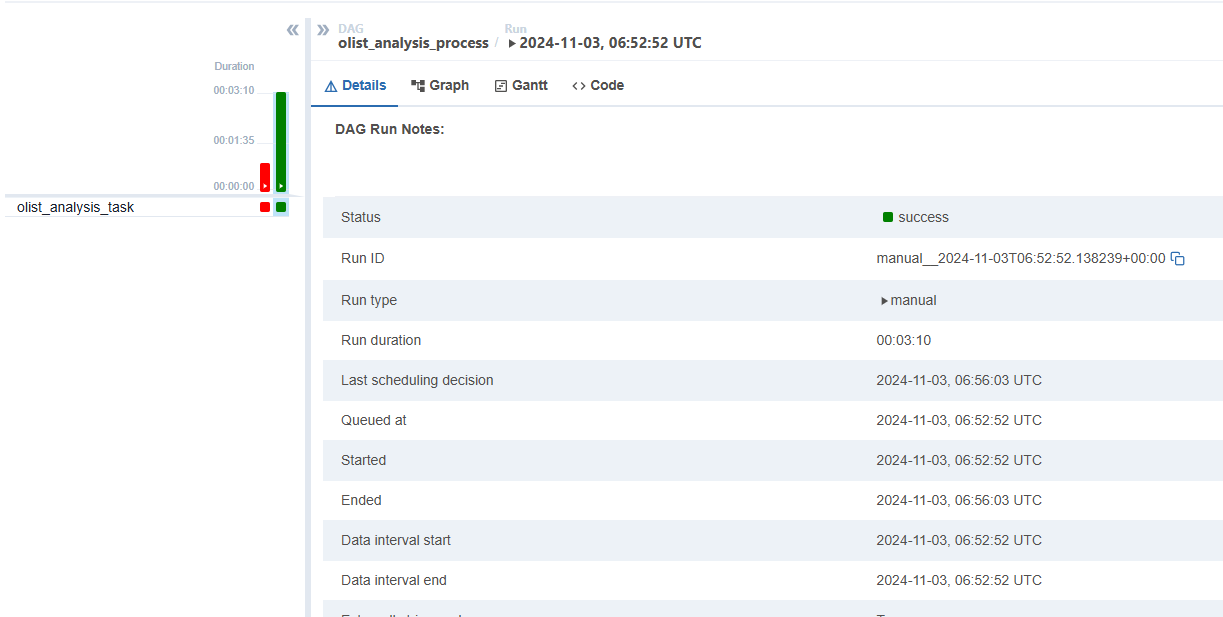 Duration
00:03:10
00:01:35
00:00:00
olist_analysis_task
DAG
olist_analysis_process
/
Run
2024-11-03, 06:52:52 UTC
Details
Graph
Gantt
Code
DAG Run Notes:
Status success
Run ID manual__2024-11-03T06:52:52.138239+00:00
Run type manual
Run duration 00:03:10
Last scheduling decision 2024-11-03, 06:56:03 UTC
Queued at 2024-11-03, 06:52:52 UTC
Started 2024-11-03, 06:52:52 UTC
Ended 2024-11-03, 06:56:03 UTC
Data interval start 2024-11-03, 06:52:52 UTC
Data interval end 2024-11-03, 06:52:52 UTC